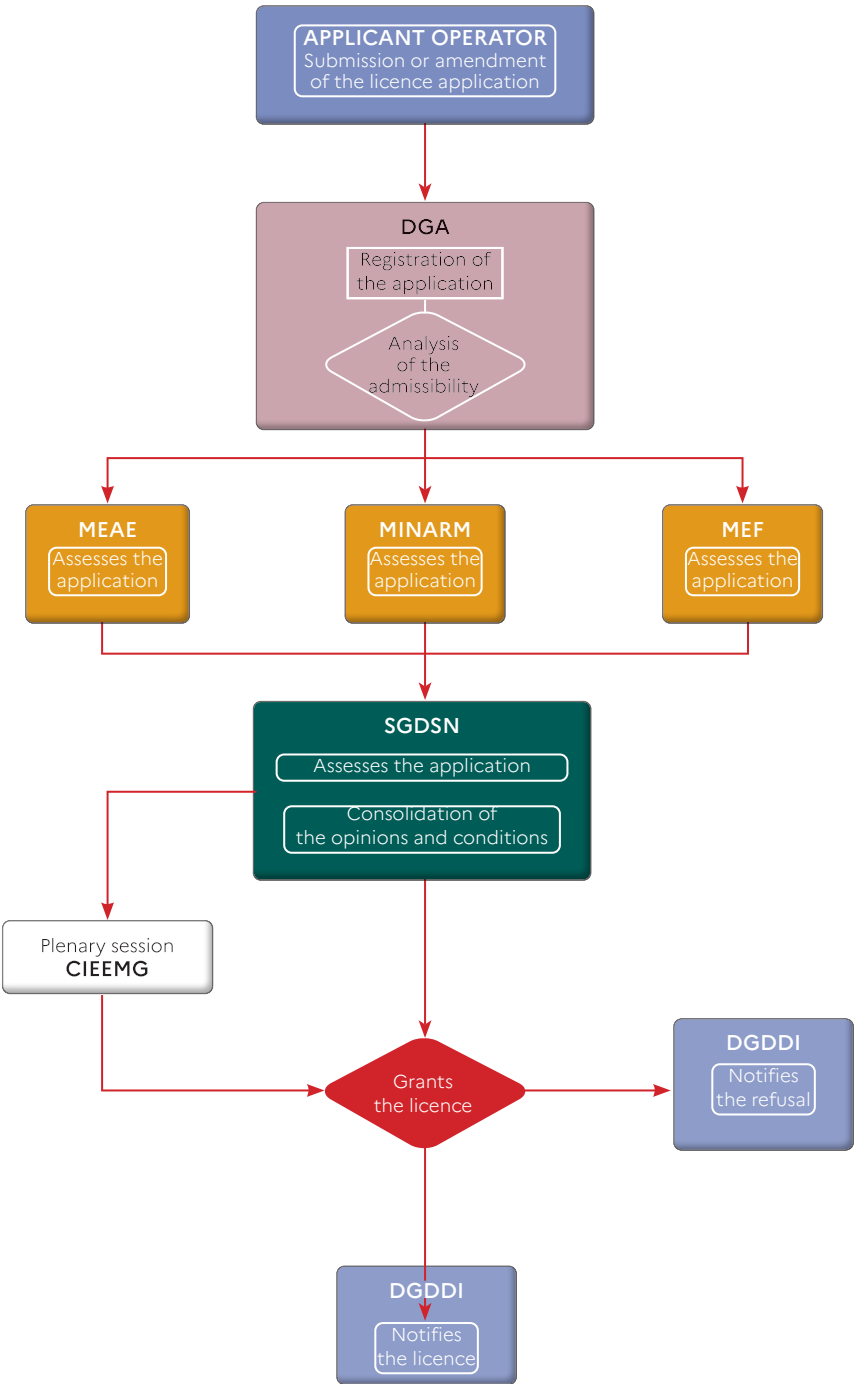 APPLICANT OPERATOR
Submission or amendment
of the licence application
DGA
Registration of
the application
Analysis
of the
admissibility
MEAE
Assesses the
application
MINARM
Assesses the
application
MEF
Assesses the
application
SGDSN
Assesses the application
Consolidation of
the opinions and conditions
Plenary session
CIEEMG
Grants
the licence
DGDDI
Notifies
the refusal
DGDDI
Notifies
the licence